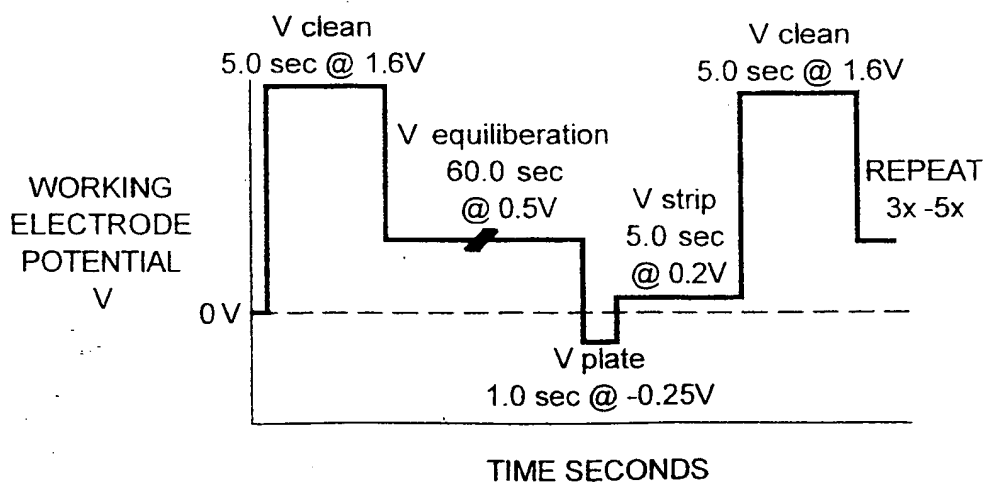 V clean
5.0 sec @ 1.6V
V clean
5.0 sec @ 1.6V
V equiliberation
60.0 sec
@ 0.5V
V strip
5.0 sec
@ 0.2V
REPEAT
3x -5x
WORKING
ELECTRODE
POTENTIAL
V
0 V
V plate
1.0 sec @ -0.25V
TIME SECONDS